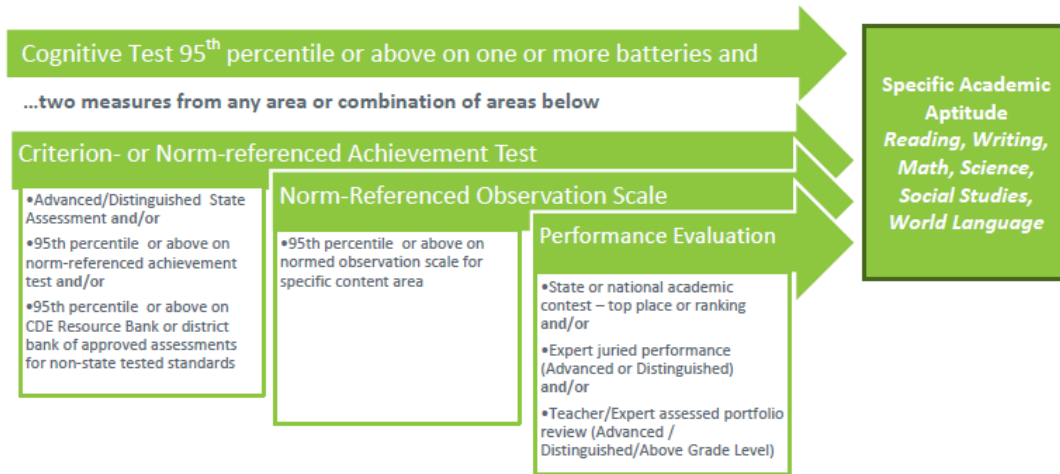 Cognitive Test 95th percentile or above on one or more batteries and
...two measures from any area or combination of areas below
Criterion- or Norm-referenced Achievement Test
•Advanced/Distinguished State
Assessment and/or
•95th percentile or above on
norm-referenced achievement
test and/or
•95th percentile or above on
CDE Resource Bank or district
bank of approved assessments
for non-state tested standards
Norm-Referenced Observation Scale
•95th percentile or above on
normed observation scale for
specific content area
Performance Evaluation
•State or national academic
contest – top place or ranking
and/or
•Expert juried performance
(Advanced or Distinguished)
and/or
•Teacher/Expert assessed portfolio
review (Advanced /
Distinguished/Above Grade Level)
Specific Academic
Aptitude
Reading, Writing,
Math, Science,
Social Studies,
World Language